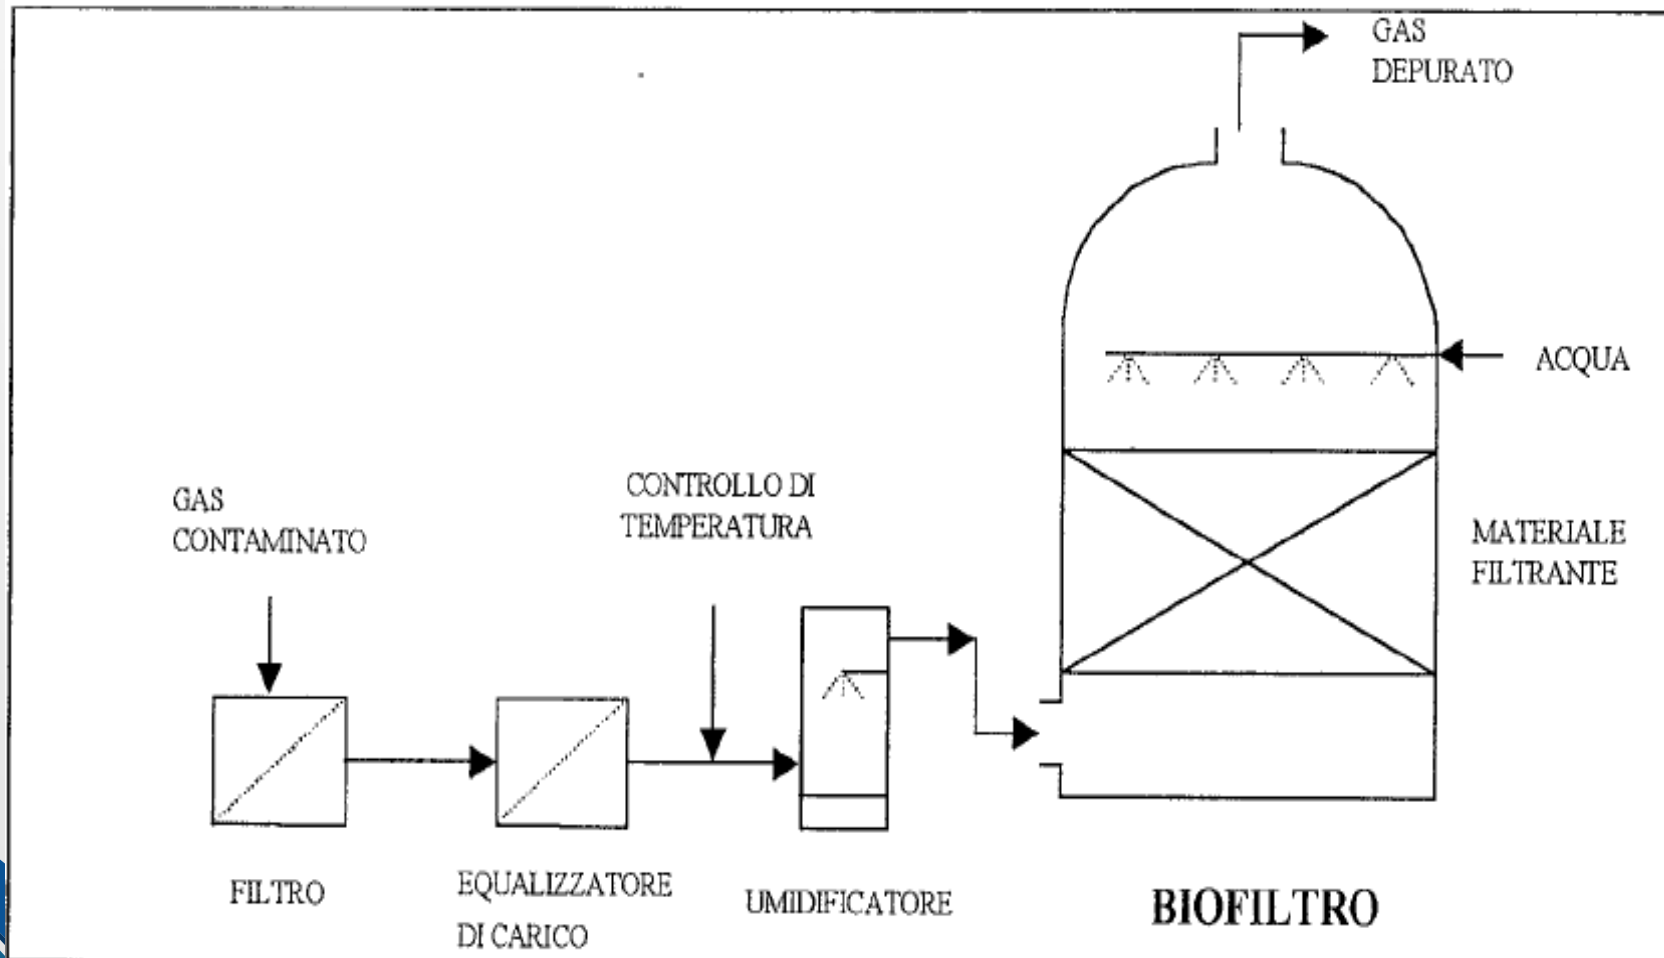 GAS
DEPURATO
ACQUA
CONTROLLO DI
TEMPERATURA
GAS
CONTAMINATO
MATERIALE
FILTRANTE
FILTRO
EQUALIZZATORE
DI CARICO
UMIDIFICATORE
BIOFILTRO